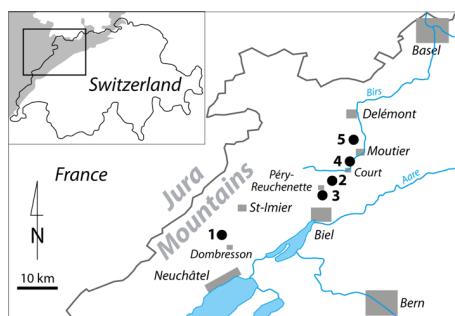 Basel
Switzerland
Birs
Delémont
5
Moutier
4
Court
France
Jura
Mountains
Péry-
Reuchenette
2
3
Aare
St-Imier
N
1
Biel
Dombresson
10 km
Neuchâtel
Bern